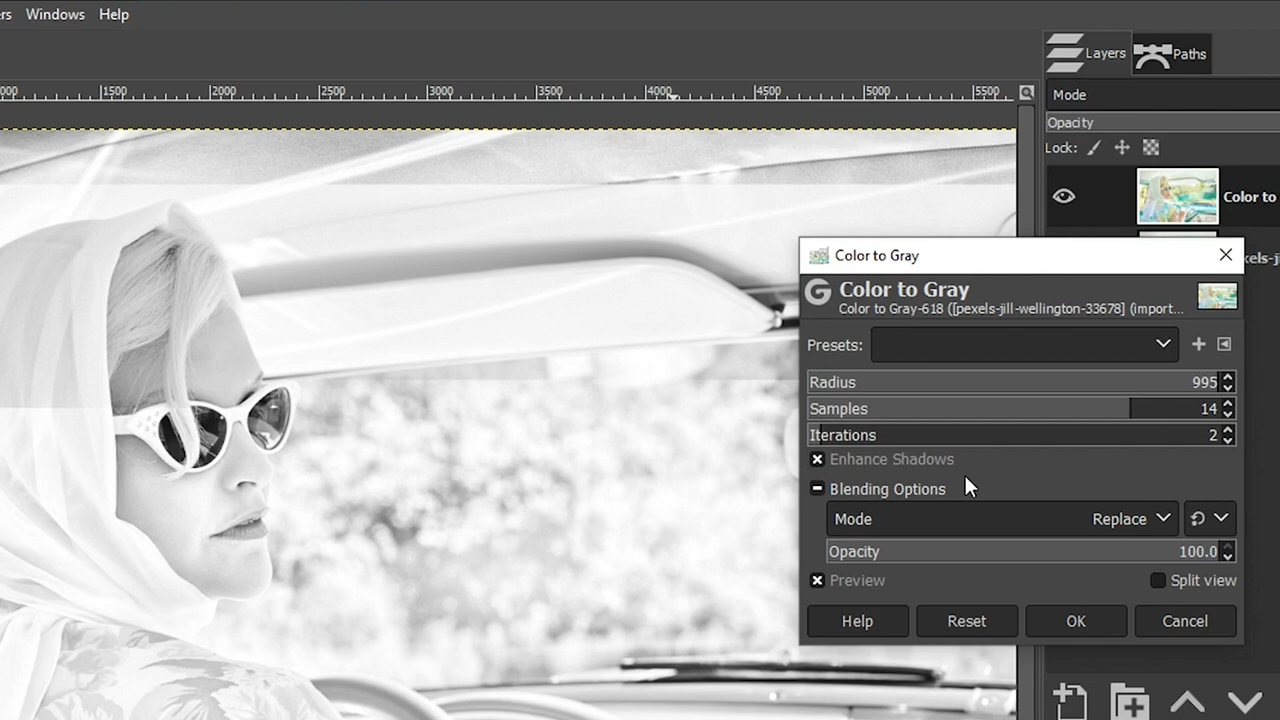 ers Windows Help
000 1500 2000 2500 3000 3500 4000 4500 5000 5500
Layers
Paths
Mode
Opacity
Lock:
Color to
xels-ji
Color to Gray
Color to Gray
Color to Gray-618 ([pexels-jill-wellington-33678] (import...
Presets:
Radius 995
Samples 14
Iterations 2
Enhance Shadows
Blending Options
Mode Replace
Opacity 100.0
Preview Split view
Help Reset OK Cancel